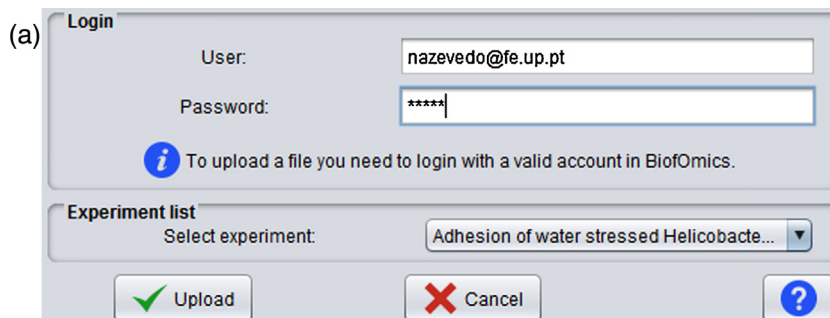 (a)
Login
User: nazevedo@fe.up.pt
Password: *****
i To upload a file you need to login with a valid account in BiofOmics.
Experiment list
Select experiment: Adhesion of water stressed Helicobacte...
Upload Cancel ?